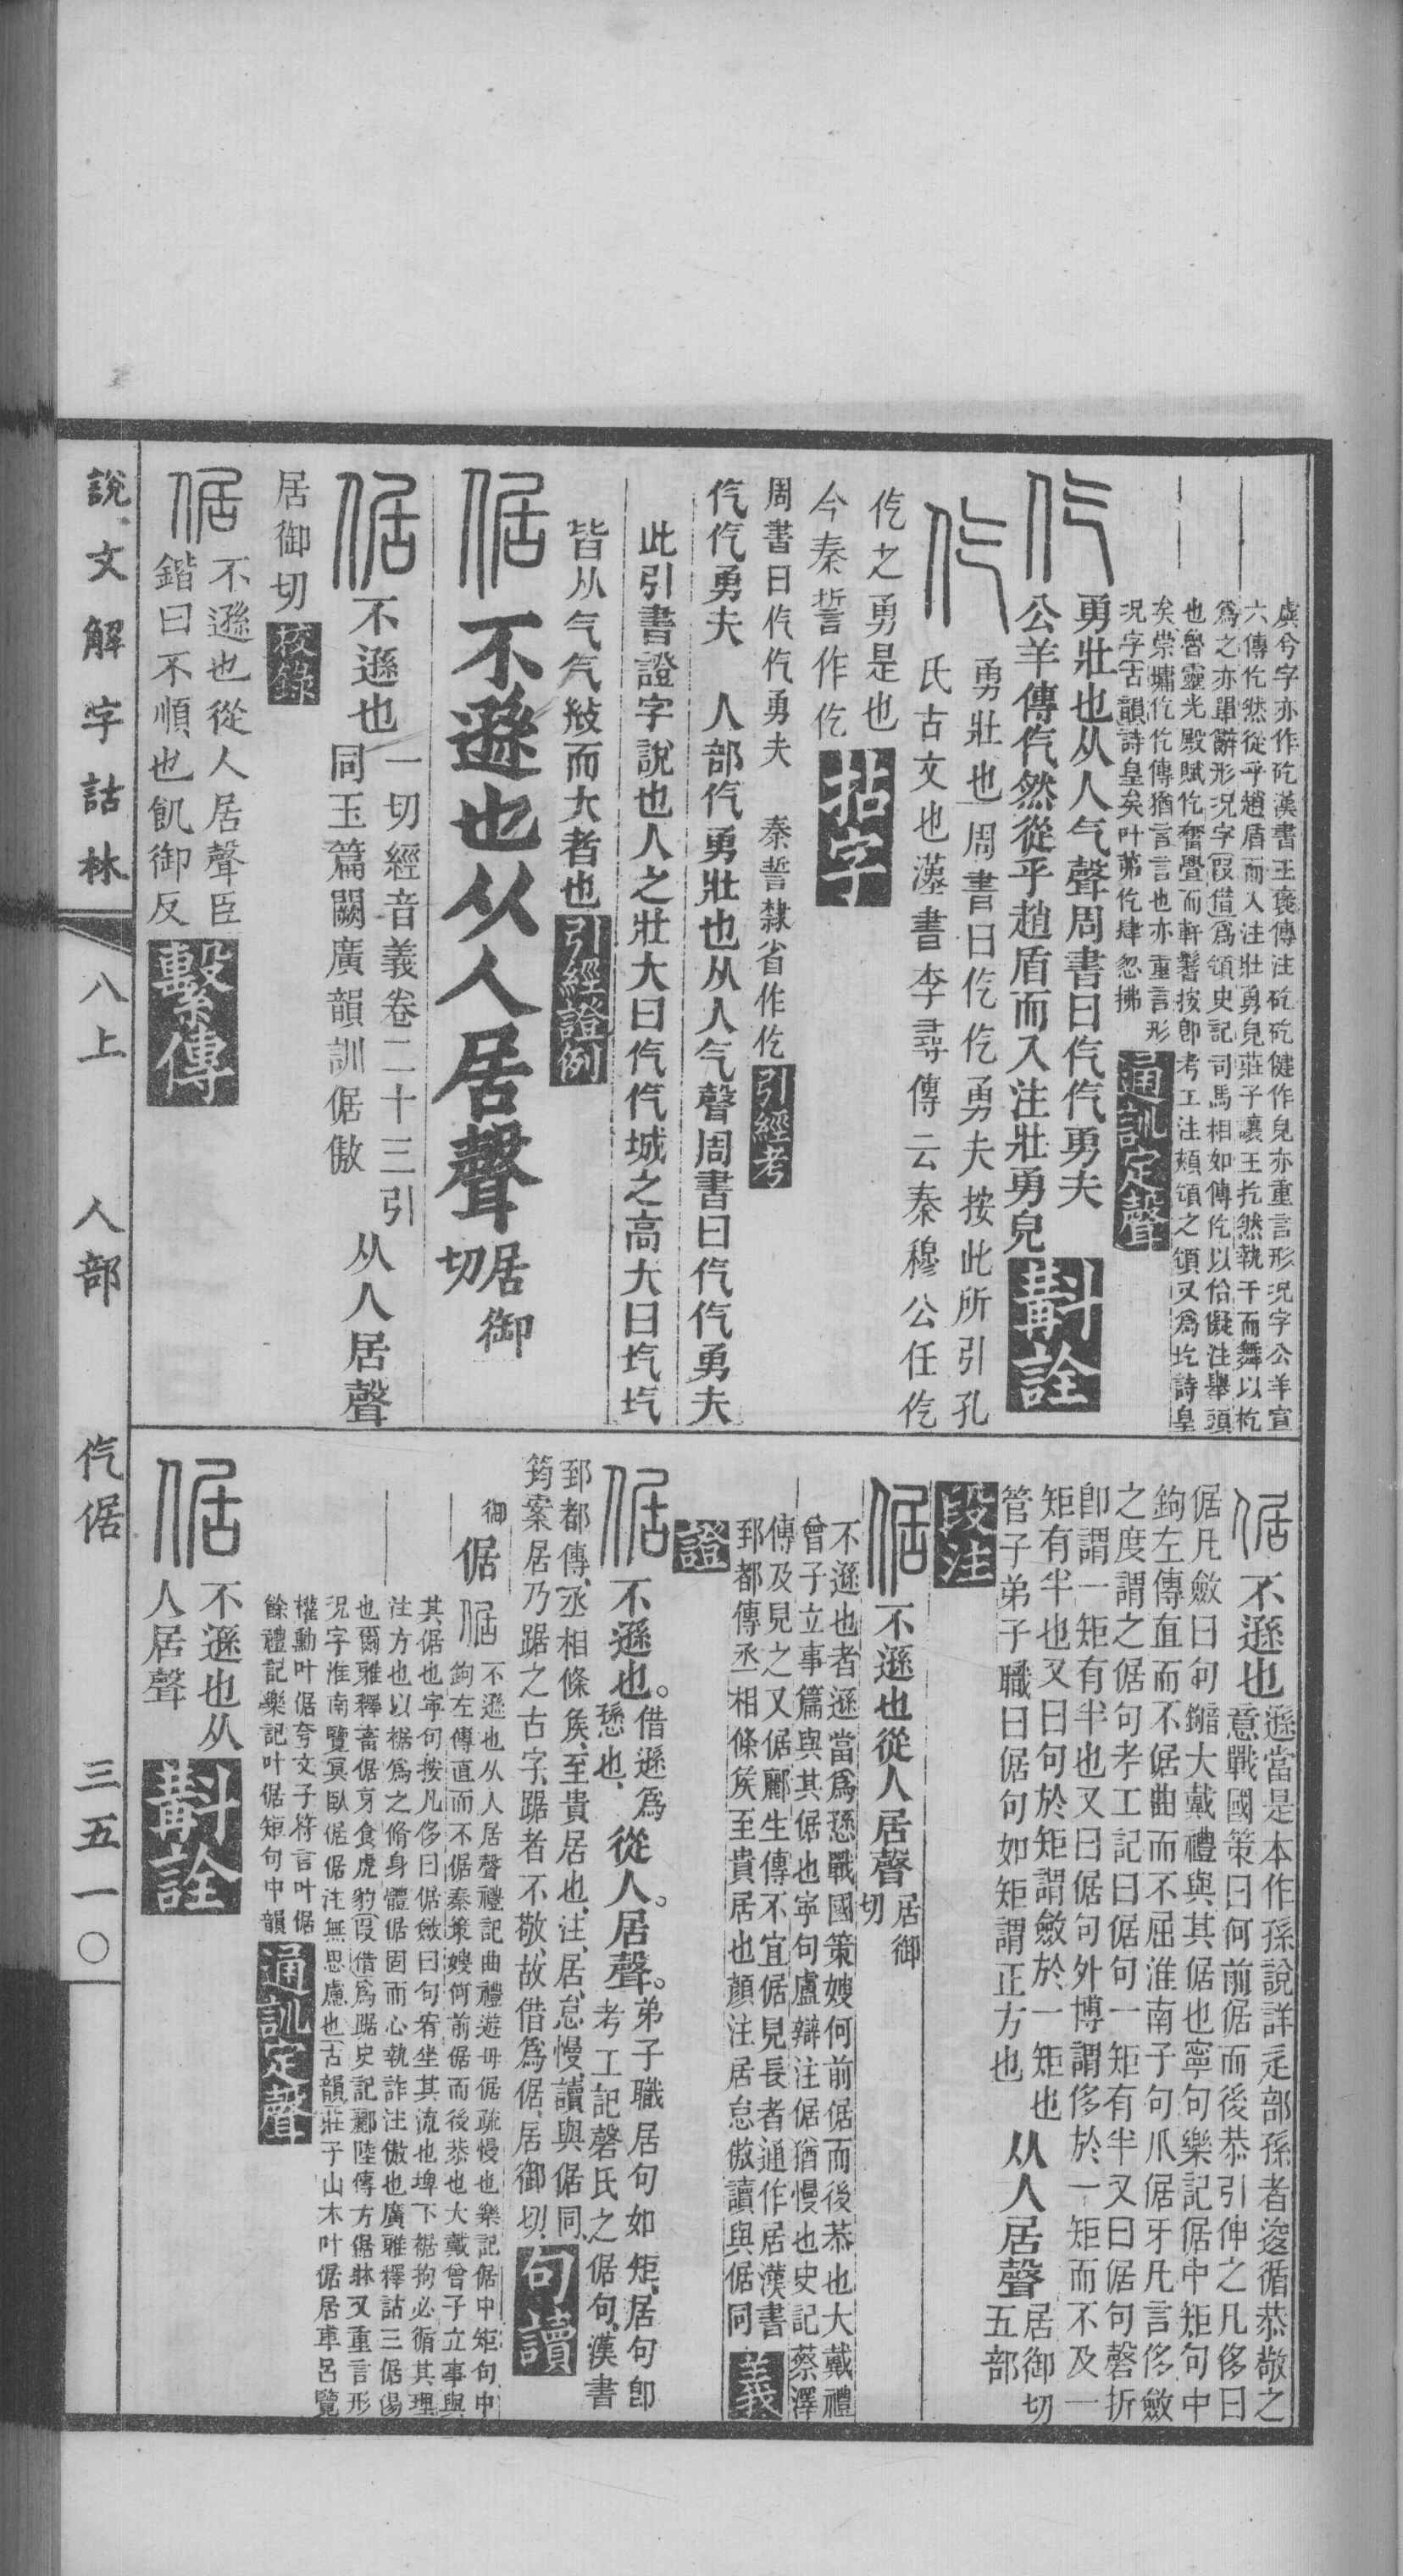 虞兮字亦作矻漢書王褒傳注矻矻健作皃亦重言形況字公羊宣
六傳仡然從乎趙盾而入注壯勇皃莊子讓王扢然執干而舞以杚
爲之亦單辭形況字叚借爲頧史記司馬相如傳仡以佁儗注舉頭
也魯靈光殿賦仡奮舋而軒鬐按卽考工注頰頧之頧又爲圪詩皇
矣崇墉仡仡傳猶言言也亦重言形
況字古韻詩皇矣叶茀仡肆忽拂
通訓定聲
勇壯也从人气聲周書曰仡仡勇夫
公羊傳仡然從乎趙盾而入注壯勇皃
斠詮
勇壯也周書曰仡仡勇夫按此所引孔
氏古文也漢書李尋傳云秦穆公任仡
仡之勇是也
今秦誓作仡
拈字
周書曰仡仡勇夫 秦誓隸省作仡
引經考
仡仡勇夫 人部仡勇壯也从人气聲周書曰仡仡勇夫
此引書證字說也人之壯大曰仡仡城之高大曰圪圪
皆从气气㪔而大者也
引經證例
倨 不遜也从人居聲 居御切
倨 不遜也 一切經音義卷二十三引
同玉篇闕廣韻訓倨傲
从人居聲
居御切
校錄
倨 不遜也從人居聲臣
鍇曰不順也飢御反
繫傳
倨 不遜也 遜當是本作孫說詳辵部孫者逡循恭敬之
意戰國策曰何前倨而後恭引伸之凡侈曰
倨凡斂曰句鄶大戴禮與其倨也寧句樂記倨中矩句中
鉤左傳直而不倨曲而不屈淮南子句爪倨牙凡言侈斂
之度謂之倨句考工記曰倨句一矩有半又曰倨句磬折
卽謂一矩有半也又曰倨句外博謂侈於一矩而不及一
矩有半也又曰句於矩謂斂於一矩也
管子弟子職曰倨句如矩謂正方也
从人居聲 居御切
五部
段注
倨 不遜也從人居聲 居御
切
不遜也者遜當爲愻戰國策嫂何前倨而後恭也大戴禮
曾子立事篇與其倨也寧句盧辯注倨猶慢也史記蔡澤
傳及見之又倨酈生傳不宜倨見長者通作居漢書
郅都傳丞相條侯至貴居也顏注居怠傲讀與倨同
義
證
倨 不遜也。借遜爲
愻也、
從人。居聲。弟子職居句如矩、居句卽
考工記磬氏之倨句、漢書
郅都傳、丞相條侯、至貴居也、注、居、怠慢、讀與倨同、
筠案居乃踞之古字、踞者不敬、故借爲倨、居御切、
句讀
御 倨 倨 不遜也从人居聲禮記曲禮遊毋倨疏慢也樂記倨中矩句中
鉤左傳直而不倨秦策嫂何前倨而後恭也大戴曾子立事與
其倨也寧句按凡侈曰倨斂曰句宥坐其流也埤下裾拘必循其理
注方也以裾爲之脩身體倨固而心執詐注傲也廣雅釋詁三倨傷
也爾雅釋畜倨牙食虎豹叚借爲踞史記酈陸傳方倨牀又重言形
況字淮南覽冥臥倨倨注無思慮也古韻莊子山木叶倨居車呂覽
權勳叶倨夸文子符言叶倨
餘禮記樂記叶倨矩句中韻
通訓定聲
倨 不遜也从
人居聲
斠詮
說文解字詁林 八上 人部 仡倨 三五一〇